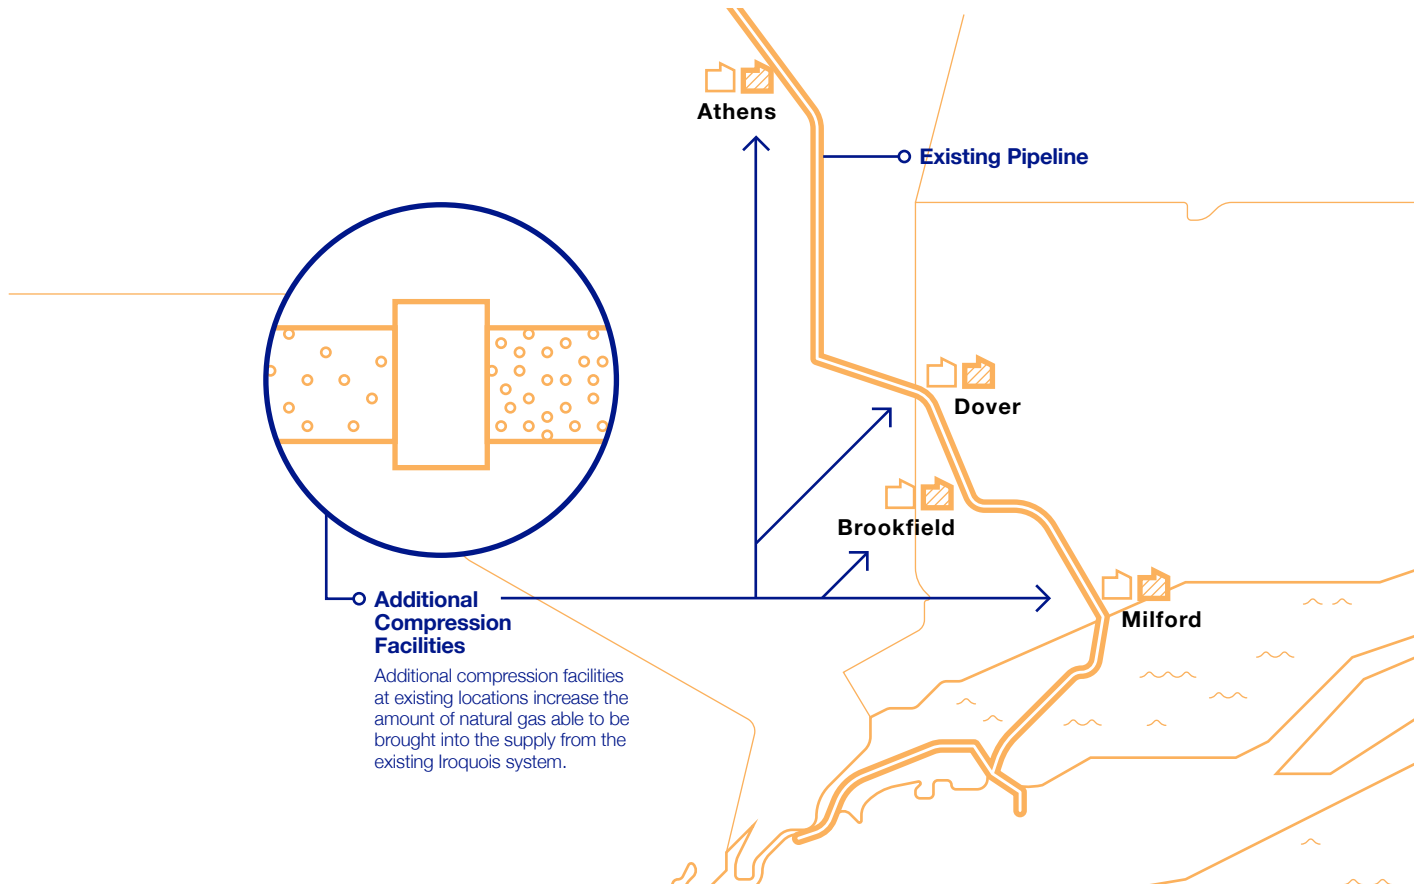 Athens
Existing Pipeline
Dover
Brookfield
Additional
Compression
Facilities
Milford
Additional compression facilities
at existing locations increase the
amount of natural gas able to be
brought into the supply from the
existing Iroquois system.